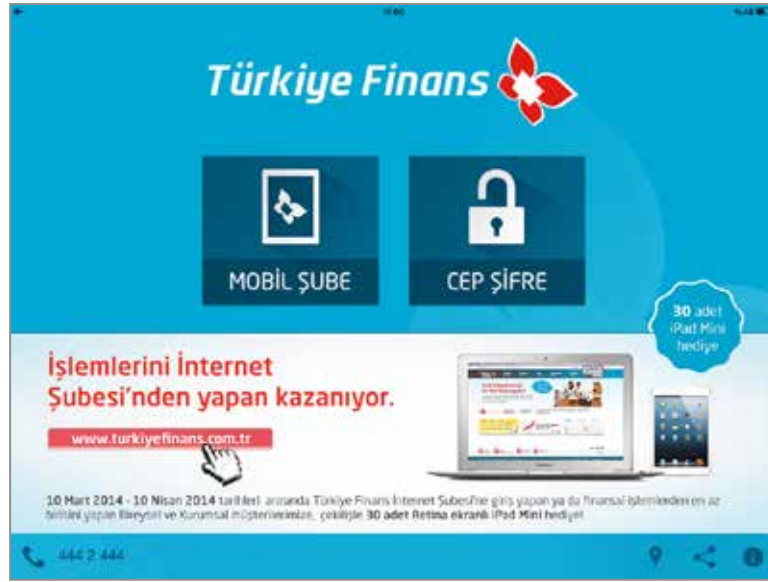 Türkiye Finans
MOBİL ŞUBE
CEP ŞİFRE
30 adet
iPad Mini
hediye
İşlemlerini İnternet
Şubesi'nden yapan kazanıyor.
www.turkiyefinans.com.tr
10 Mart 2014 - 10 Nisan 2014 tarihleri arasında Türkiye Finans İnternet Şubesi'ne giriş yapan ya da finansal işlemlerden en az
birini yapan Bireysel ve Kurumsal müşterilerimize, çekilişle 30 adet Retina ekranlı iPad Mini hediye!
444 2 444